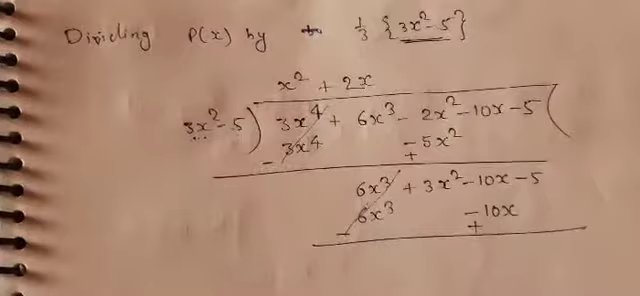 Dividing P(x) by 1/3 {3x² - 5}
x² + 2x
3x² - 5 ) 3x⁴ + 6x³ - 2x² - 10x - 5 (
- 3x⁴ - 5x²
+
6x³ + 3x² - 10x - 5
6x³ - 10x
- +